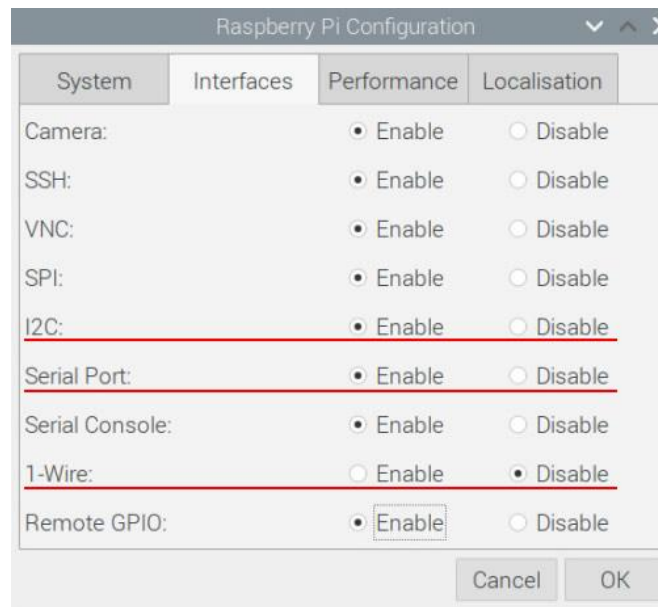 Raspberry Pi Configuration
System Interfaces Performance Localisation
Camera: Enable Disable
SSH: Enable Disable
VNC: Enable Disable
SPI: Enable Disable
I2C: Enable Disable
Serial Port: Enable Disable
Serial Console: Enable Disable
1-Wire: Enable Disable
Remote GPIO: Enable Disable
Cancel OK